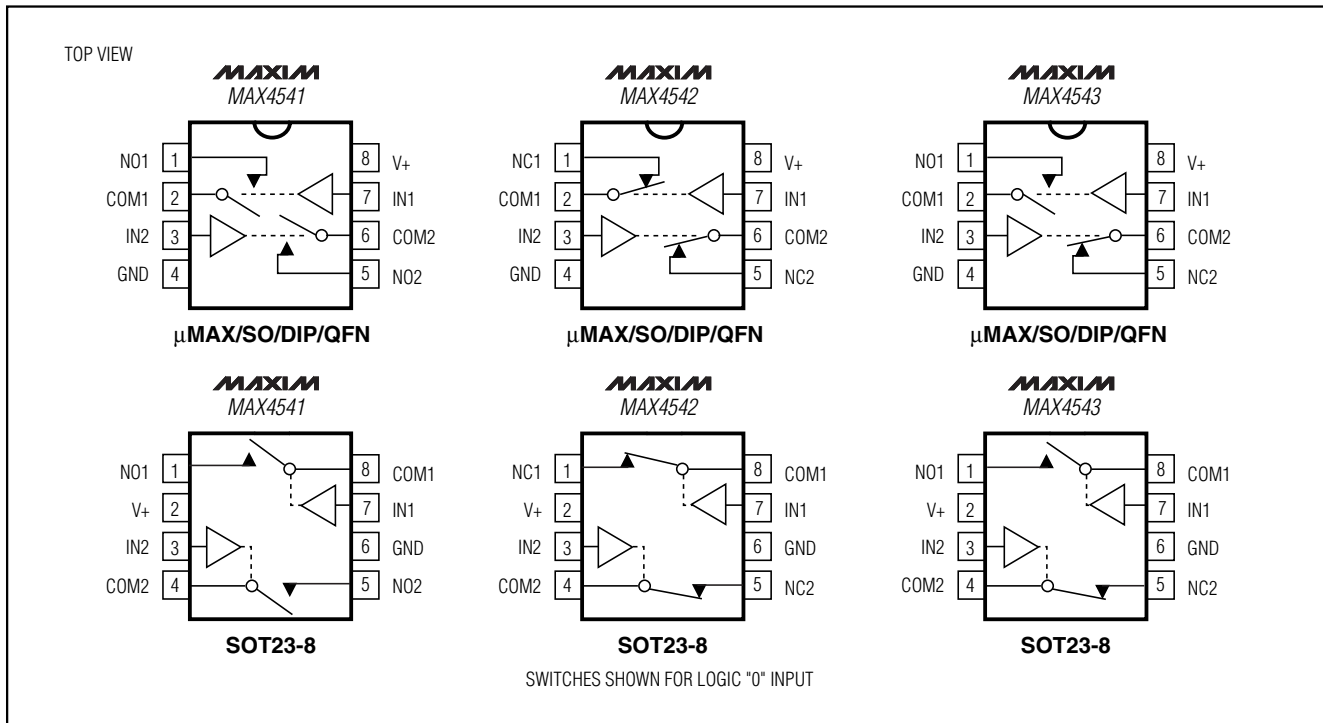 TOP VIEW
MAXIM MAXIM MAXIM
MAX4541 MAX4542 MAX4543
NO1 1 8 V+ NC1 1 8 V+ NO1 1 8 V+
COM1 2 7 IN1 COM1 2 7 IN1 COM1 2 7 IN1
IN2 3 6 COM2 IN2 3 6 COM2 IN2 3 6 COM2
GND 4 5 NO2 GND 4 5 NC2 GND 4 5 NC2
μMAX/SO/DIP/QFN μMAX/SO/DIP/QFN μMAX/SO/DIP/QFN
MAXIM MAXIM MAXIM
MAX4541 MAX4542 MAX4543
NO1 1 8 COM1 NC1 1 8 COM1 NO1 1 8 COM1
V+ 2 7 IN1 V+ 2 7 IN1 V+ 2 7 IN1
IN2 3 6 GND IN2 3 6 GND IN2 3 6 GND
COM2 4 5 NO2 COM2 4 5 NC2 COM2 4 5 NC2
SOT23-8 SOT23-8 SOT23-8
SWITCHES SHOWN FOR LOGIC "0" INPUT